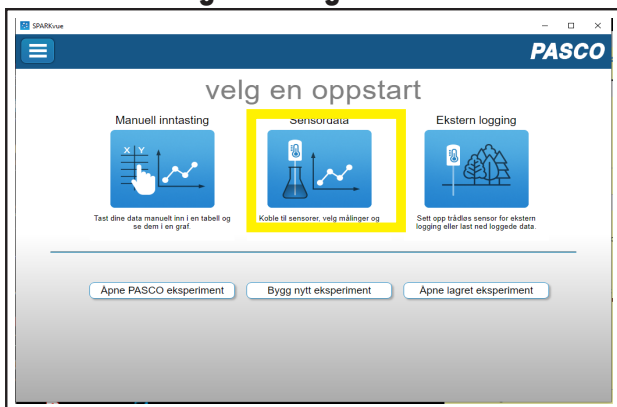 SPARKvue
PASCO
velg en oppstart
Manuell inntasting
Sensordata
Ekstern logging
X Y
Tast dine data manuelt inn i en tabell og
se dem i en graf.
Koble til sensorer, velg målinger og
Sett opp trådløs sensor for ekstern
logging eller last ned loggede data.
Åpne PASCO eksperiment
Bygg nytt eksperiment
Åpne lagret eksperiment